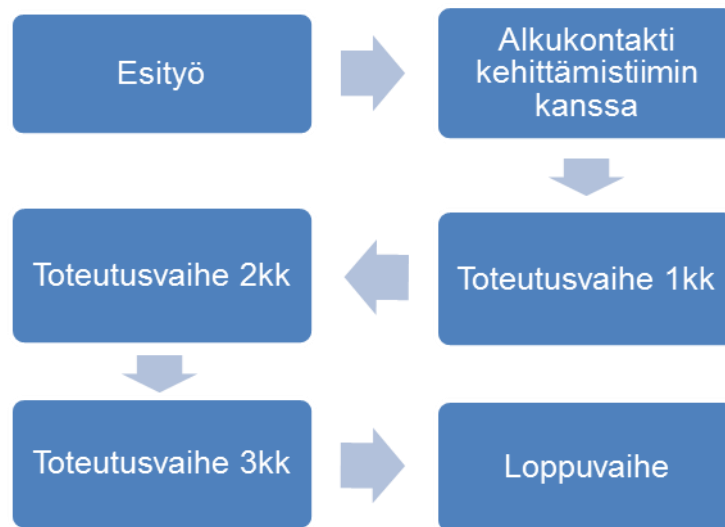 Esityö
Alkukontakti
kehittämistiimin
kanssa
Toteutusvaihe 1kk
Toteutusvaihe 2kk
Toteutusvaihe 3kk
Loppuvaihe